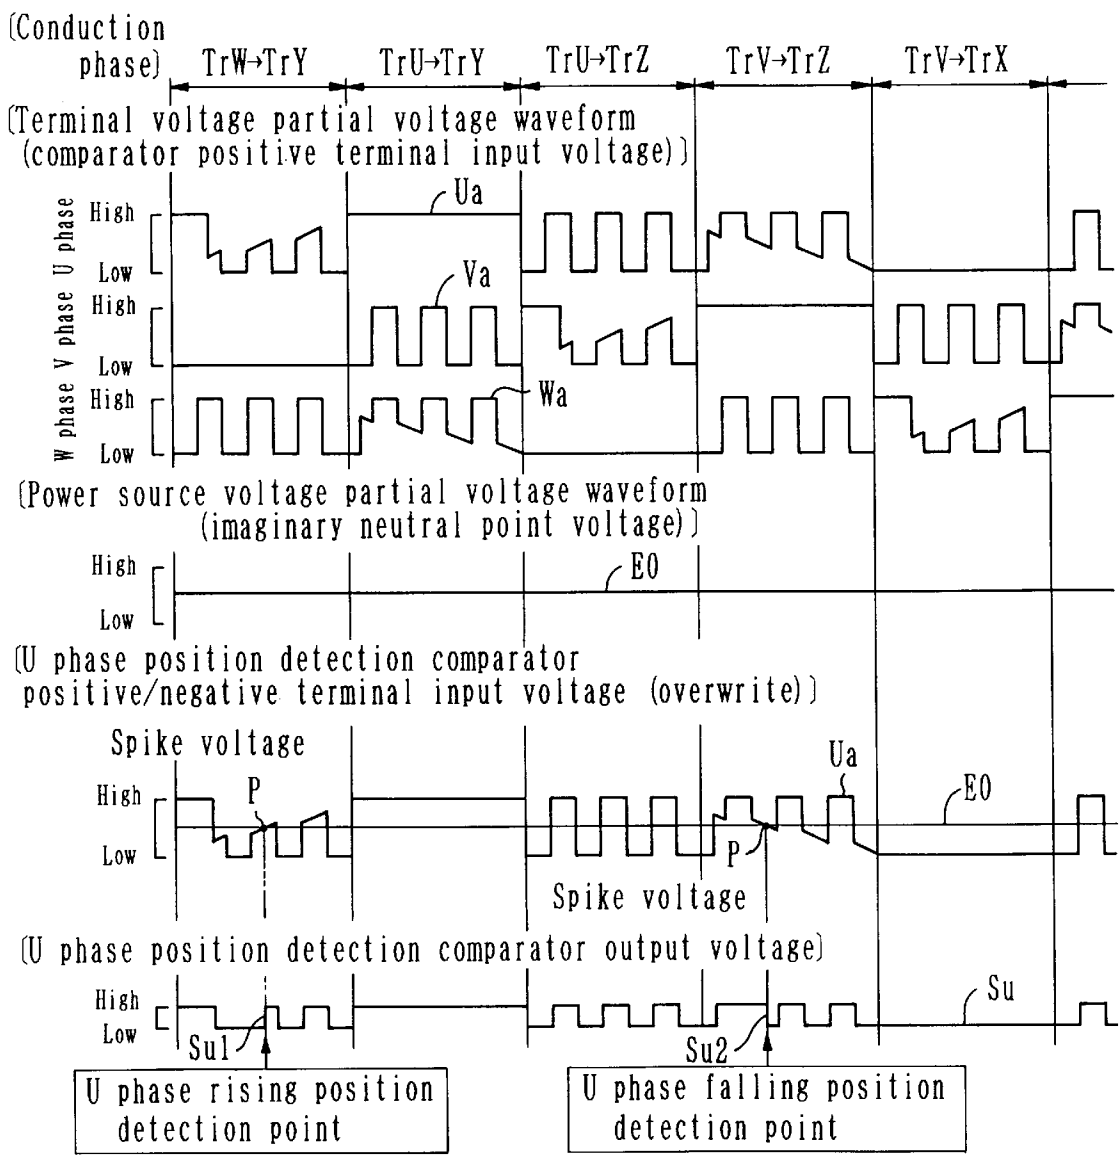 (Conduction
phase) TrW→TrY TrU→TrY TrU→TrZ TrV→TrZ TrV→TrX
(Terminal voltage partial voltage waveform
(comparator positive terminal input voltage))
U phase High Low Ua
V phase High Low Va
W phase High Low Wa
(Power source voltage partial voltage waveform
(imaginary neutral point voltage))
High Low E0
(U phase position detection comparator
positive/negative terminal input voltage (overwrite))
Spike voltage
High Low P P Ua E0
Spike voltage
(U phase position detection comparator output voltage)
High Low Su1 Su2 Su
U phase rising position
detection point
U phase falling position
detection point